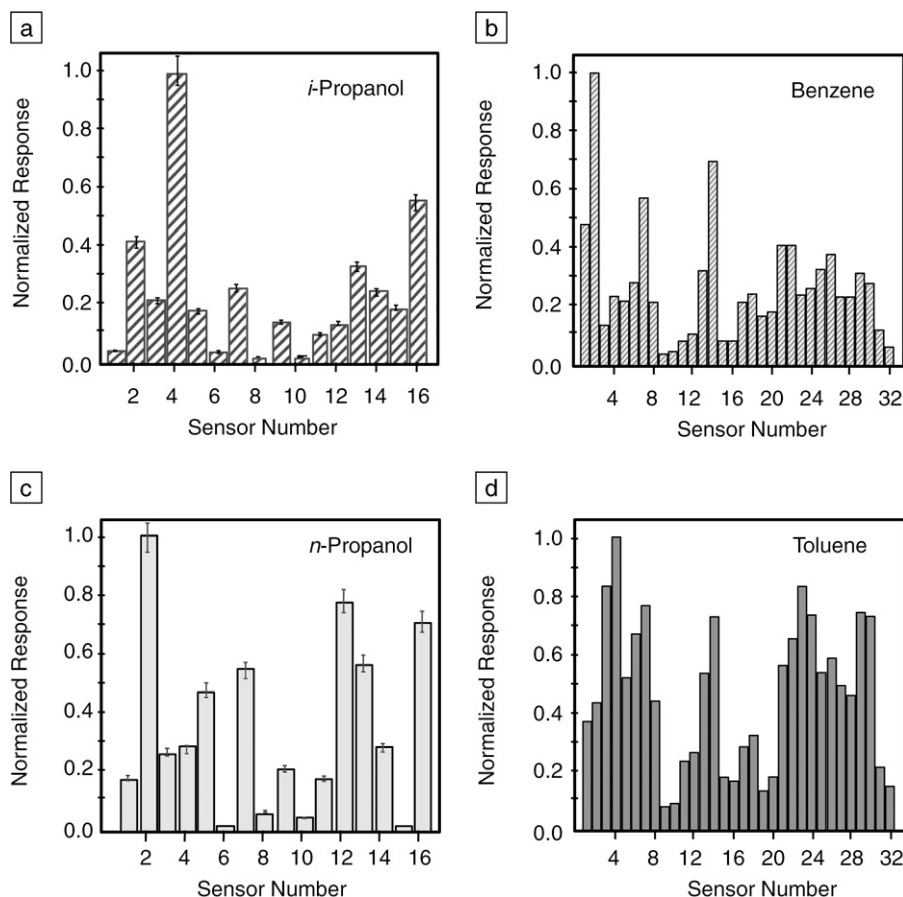 a
i-Propanol
Normalized Response
1.0
0.8
0.6
0.4
0.2
0.0
2 4 6 8 10 12 14 16
Sensor Number
b
Benzene
Normalized Response
1.0
0.8
0.6
0.4
0.2
0.0
4 8 12 16 20 24 28 32
Sensor Number
c
n-Propanol
Normalized Response
1.0
0.8
0.6
0.4
0.2
0.0
2 4 6 8 10 12 14 16
Sensor Number
d
Toluene
Normalized Response
1.0
0.8
0.6
0.4
0.2
0.0
4 8 12 16 20 24 28 32
Sensor Number